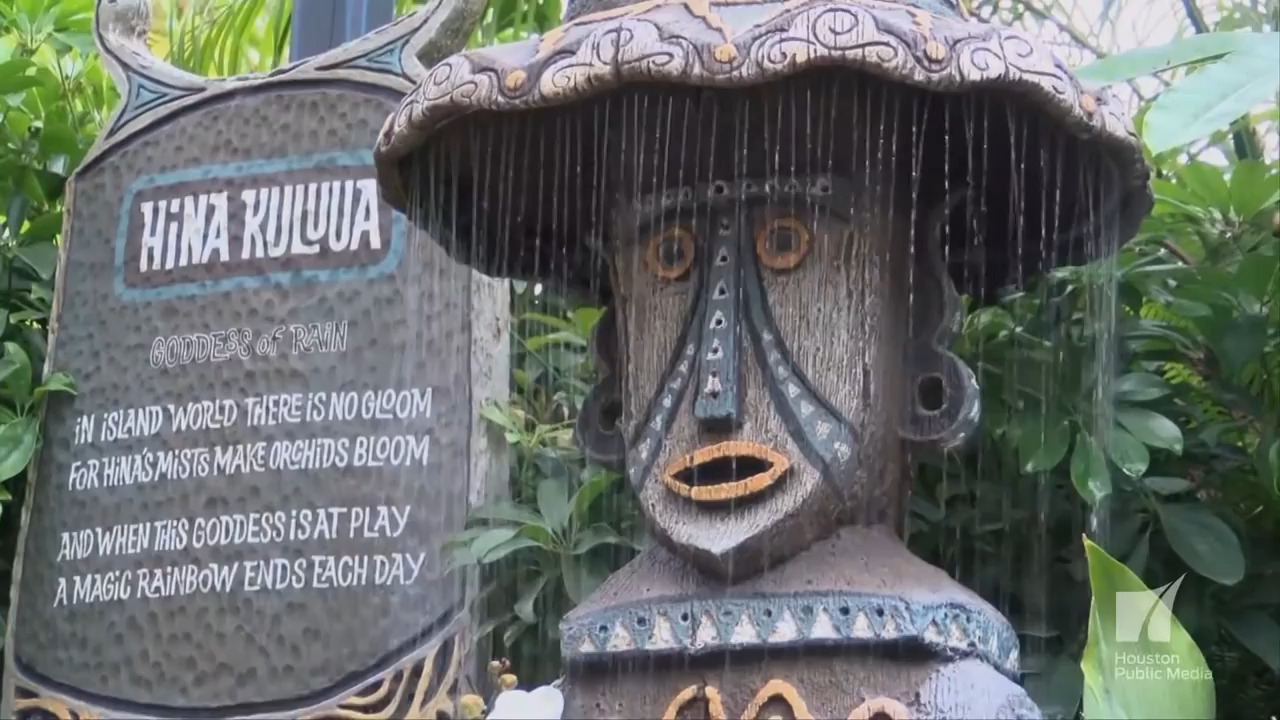 HINA KULUUA
GODDESS of RAIN
IN ISLAND WORLD THERE IS NO GLOOM
FOR HINA'S MISTS MAKE ORCHIDS BLOOM
AND WHEN THIS GODDESS IS AT PLAY
A MAGIC RAINBOW ENDS EACH DAY
Houston
Public Media